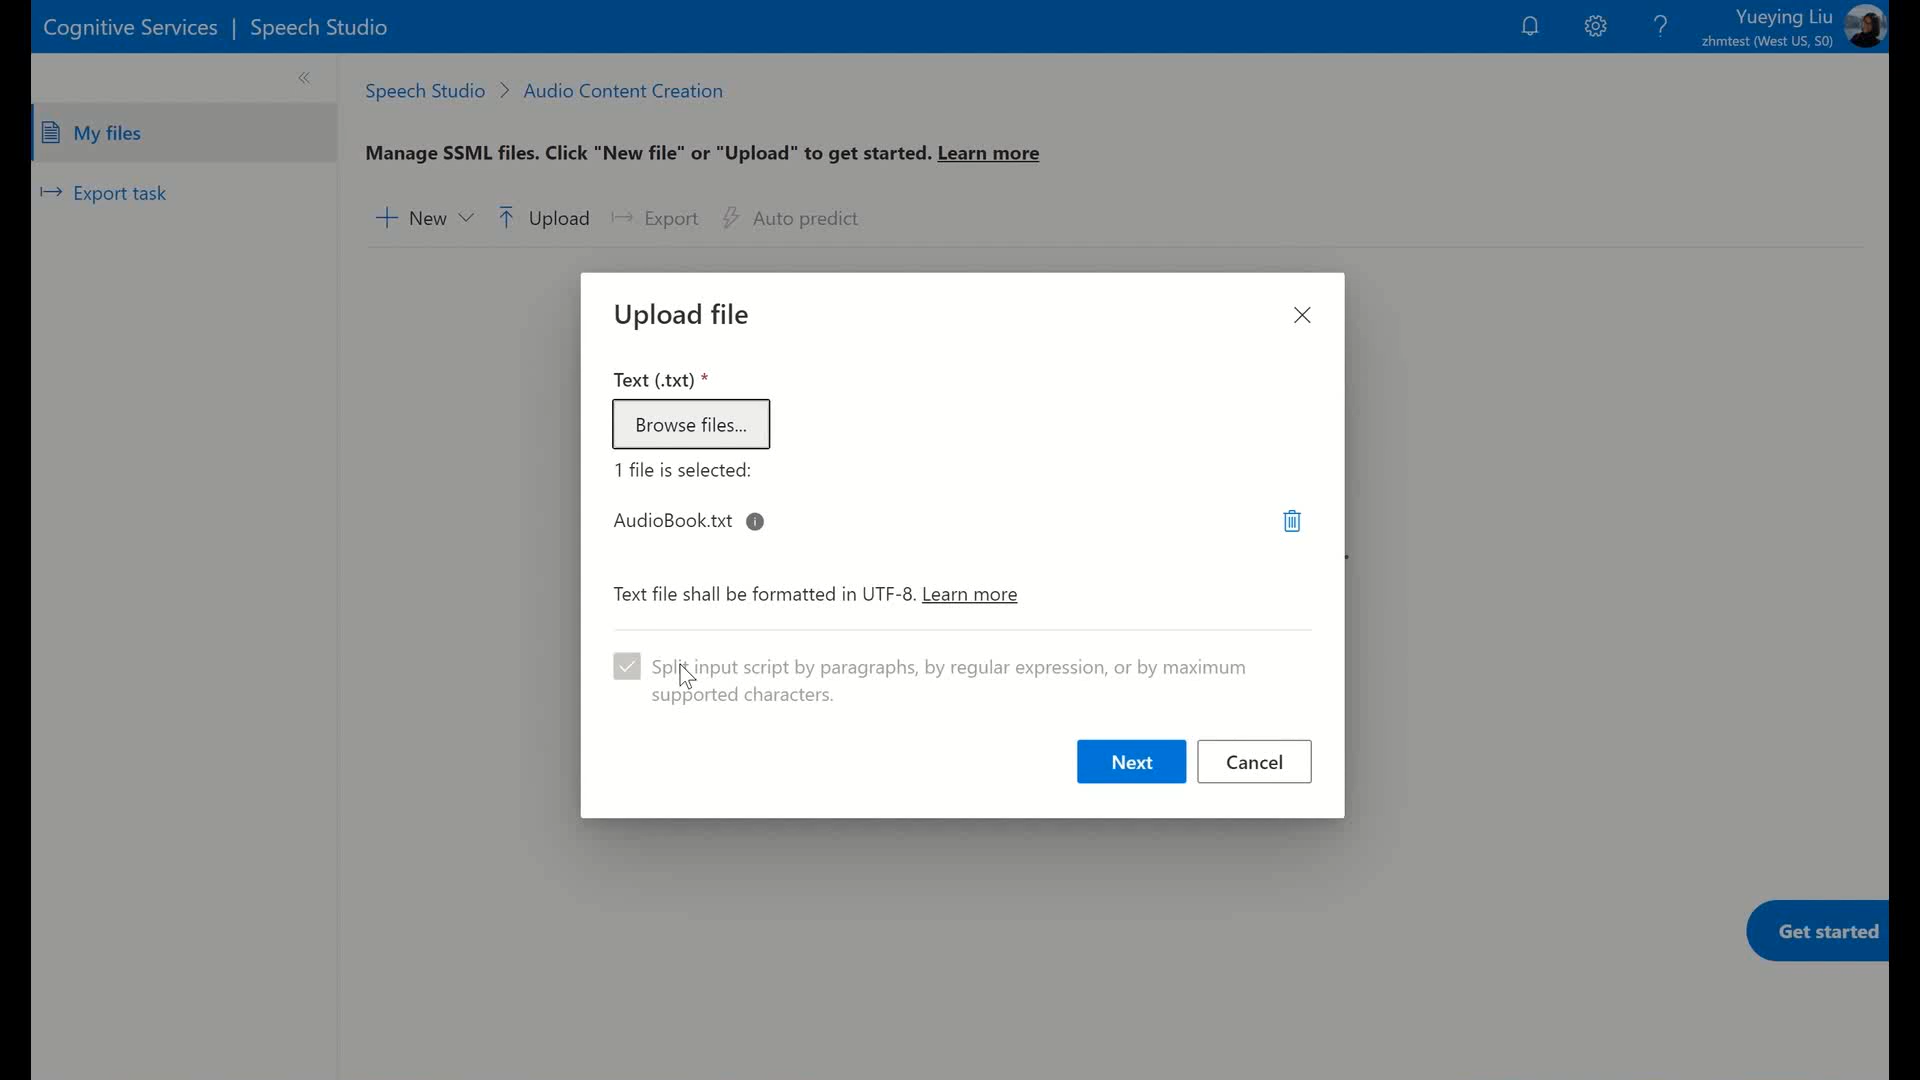 Cognitive Services | Speech Studio
Yueying Liu
zhmtest (West US, S0)
My files
Export task
Speech Studio > Audio Content Creation
Manage SSML files. Click "New file" or "Upload" to get started. Learn more
New Upload Export Auto predict
Upload file
Text (.txt) *
Browse files...
1 file is selected:
AudioBook.txt
Text file shall be formatted in UTF-8. Learn more
Split input script by paragraphs, by regular expression, or by maximum
supported characters.
Next Cancel
Get started